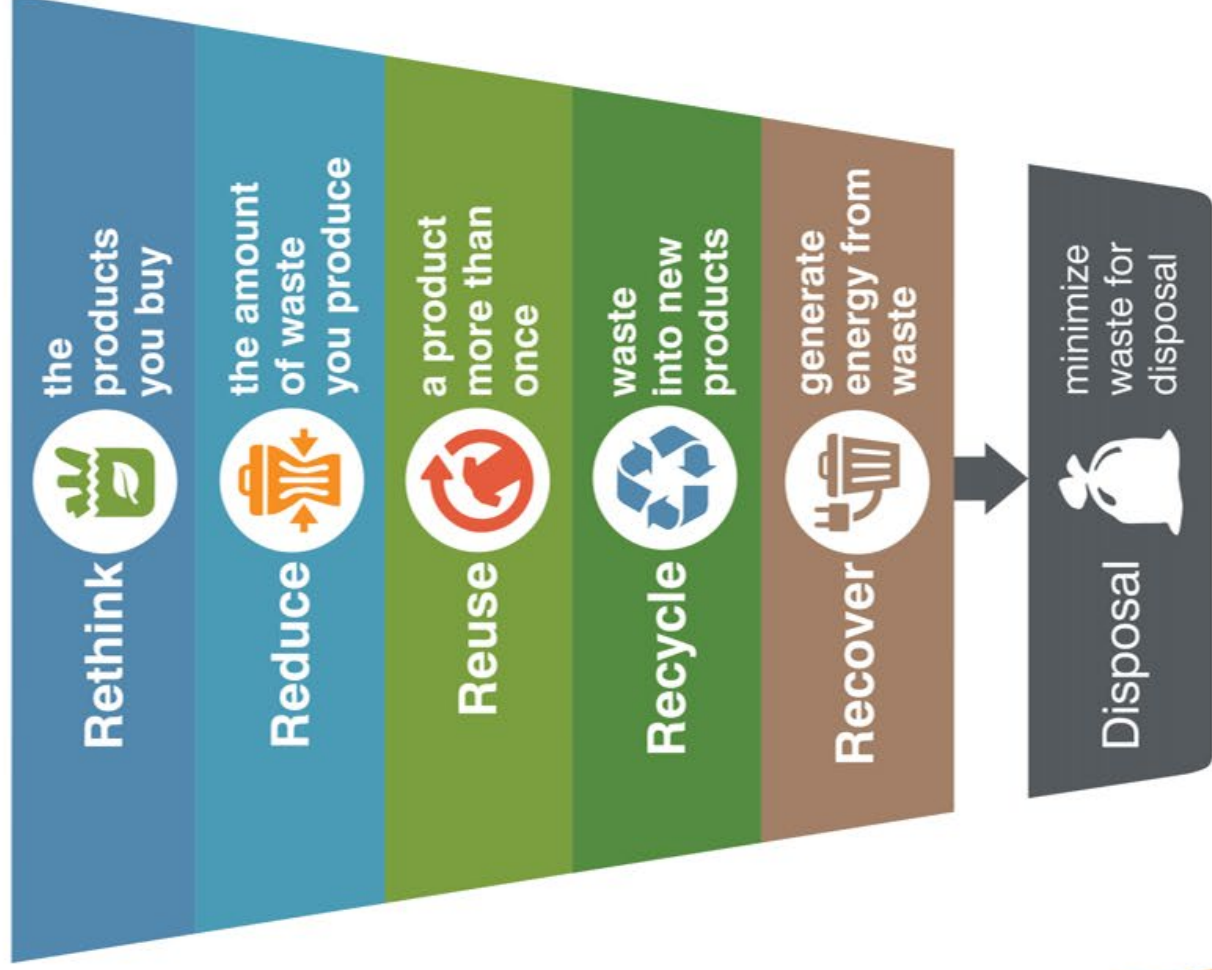 Rethink
the
products
you buy
Reduce
the amount
of waste
you produce
Reuse
a product
more than
once
Recycle
waste
into new
products
Recover
generate
energy from
waste
Disposal
minimize
waste for
disposal